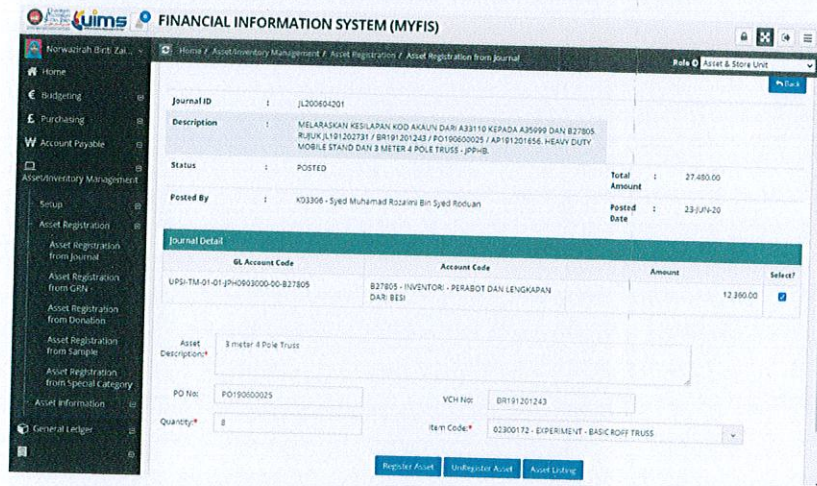 uims FINANCIAL INFORMATION SYSTEM (MYFIS)
Norwazirah Binti Zai...
Home / Asset/Inventory Management / Asset Registration / Asset Registration from Journal
Role Asset & Store Unit
Back
Home
Budgeting
Purchasing
Account Payable
Asset/Inventory Management
Setup
Asset Registration
Asset Registration from Journal
Asset Registration from GRN
Asset Registration from Donation
Asset Registration from Sample
Asset Registration from Special Category
Asset Information
General Ledger
Journal ID : JL200604201
Description : MELARASKAN KESILAPAN KOD AKAUN DARI A33110 KEPADA A35999 DAN B27805.
RUJUK JL191202731 / BR191201243 / PO190600025 / AP191201656. HEAVY DUTY
MOBILE STAND DAN 3 METER 4 POLE TRUSS - JPPHB.
Status : POSTED
Total Amount : 27,480.00
Posted By : K03306 - Syed Muhamad Rozaimi Bin Syed Roduan
Posted Date : 23-JUN-20
Journal Detail
GL Account Code Account Code Amount Select?
UPSI-TM-01-01-JPH0903000-00-B27805 B27805 - INVENTORI - PERABOT DAN LENGKAPAN DARI BESI 12,360.00
Asset Description:* 3 meter 4 Pole Truss
PO No: PO190600025 VCH No: BR191201243
Quantity:* 8 Item Code:* 02300172 - EXPERIMENT - BASIC ROFF TRUSS
Register Asset UnRegister Asset Asset Listing